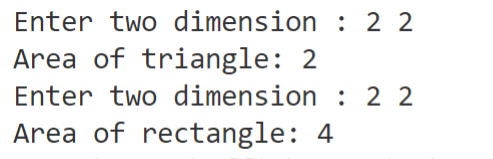 Enter two dimension : 2 2
Area of triangle: 2
Enter two dimension : 2 2
Area of rectangle: 4